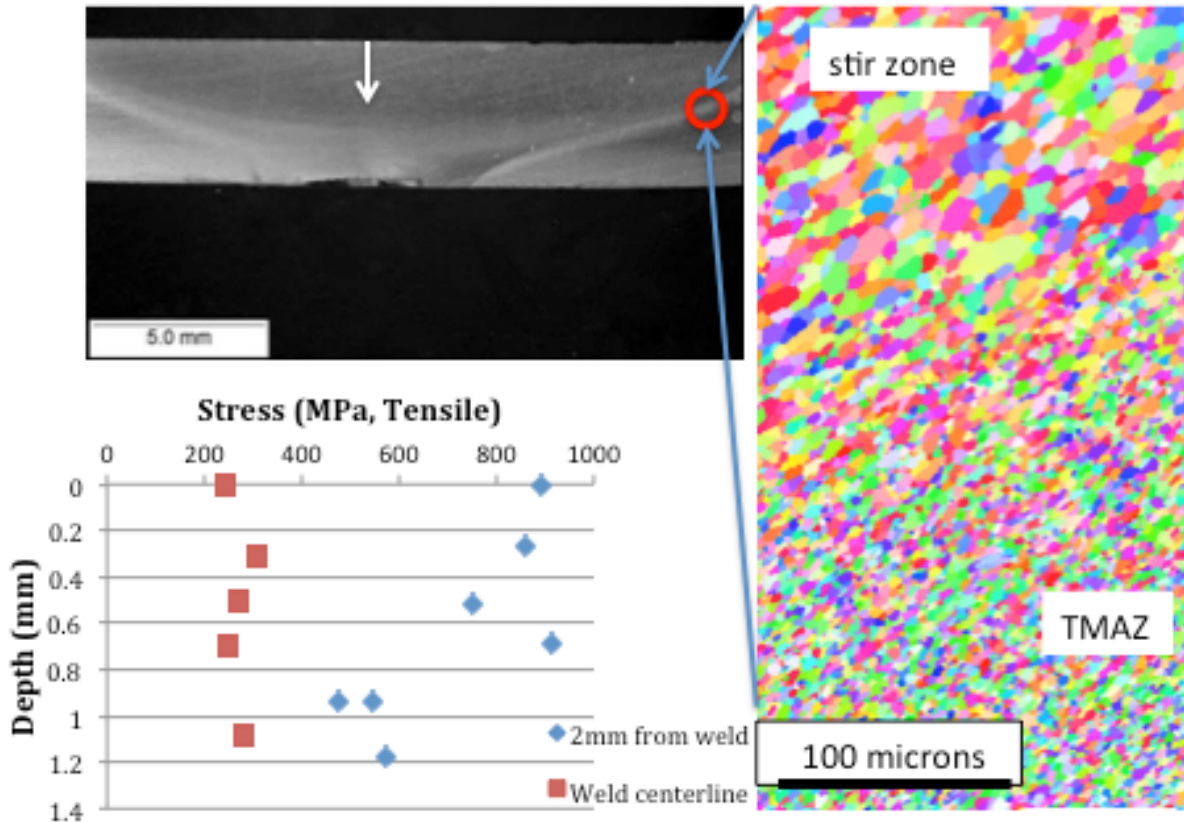 stir zone
5.0 mm
Stress (MPa, Tensile)
0 200 400 600 800 1000
0
0.2
0.4
0.6
0.8
1
1.2
1.4
Depth (mm)
2mm from weld
Weld centerline
TMAZ
100 microns